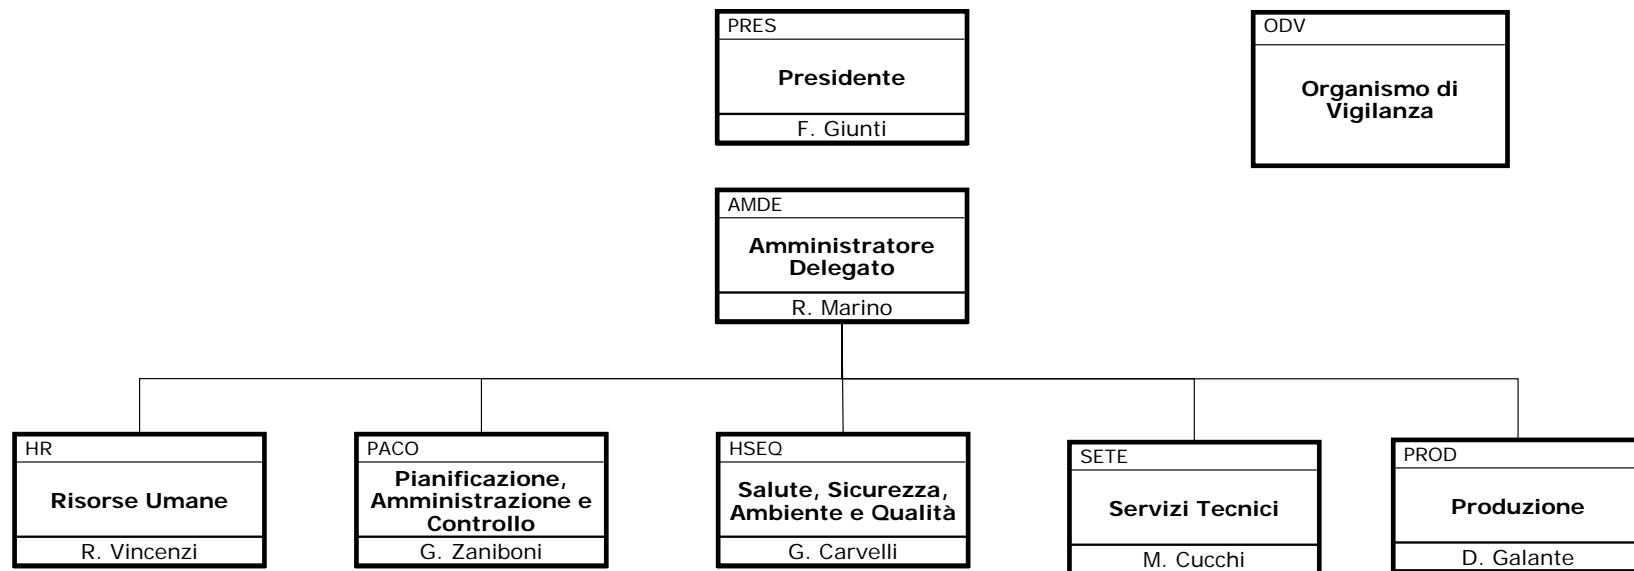 PRES
Presidente
F. Giunti
ODV
Organismo di
Vigilanza
AMDE
Amministratore
Delegato
R. Marino
HR
Risorse Umane
R. Vincenzi
PACO
Pianificazione,
Amministrazione e
Controllo
G. Zaniboni
HSEQ
Salute, Sicurezza,
Ambiente e Qualità
G. Carvelli
SETE
Servizi Tecnici
M. Cucchi
PROD
Produzione
D. Galante